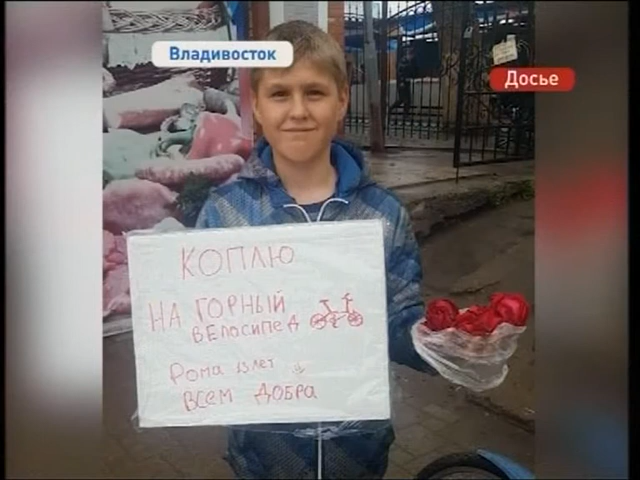 Владивосток
Досье
КОПЛЮ
НА ГОРНЫЙ
ВЕЛОСИПЕД
Рома 13 лет
ВСЕМ ДОБРА